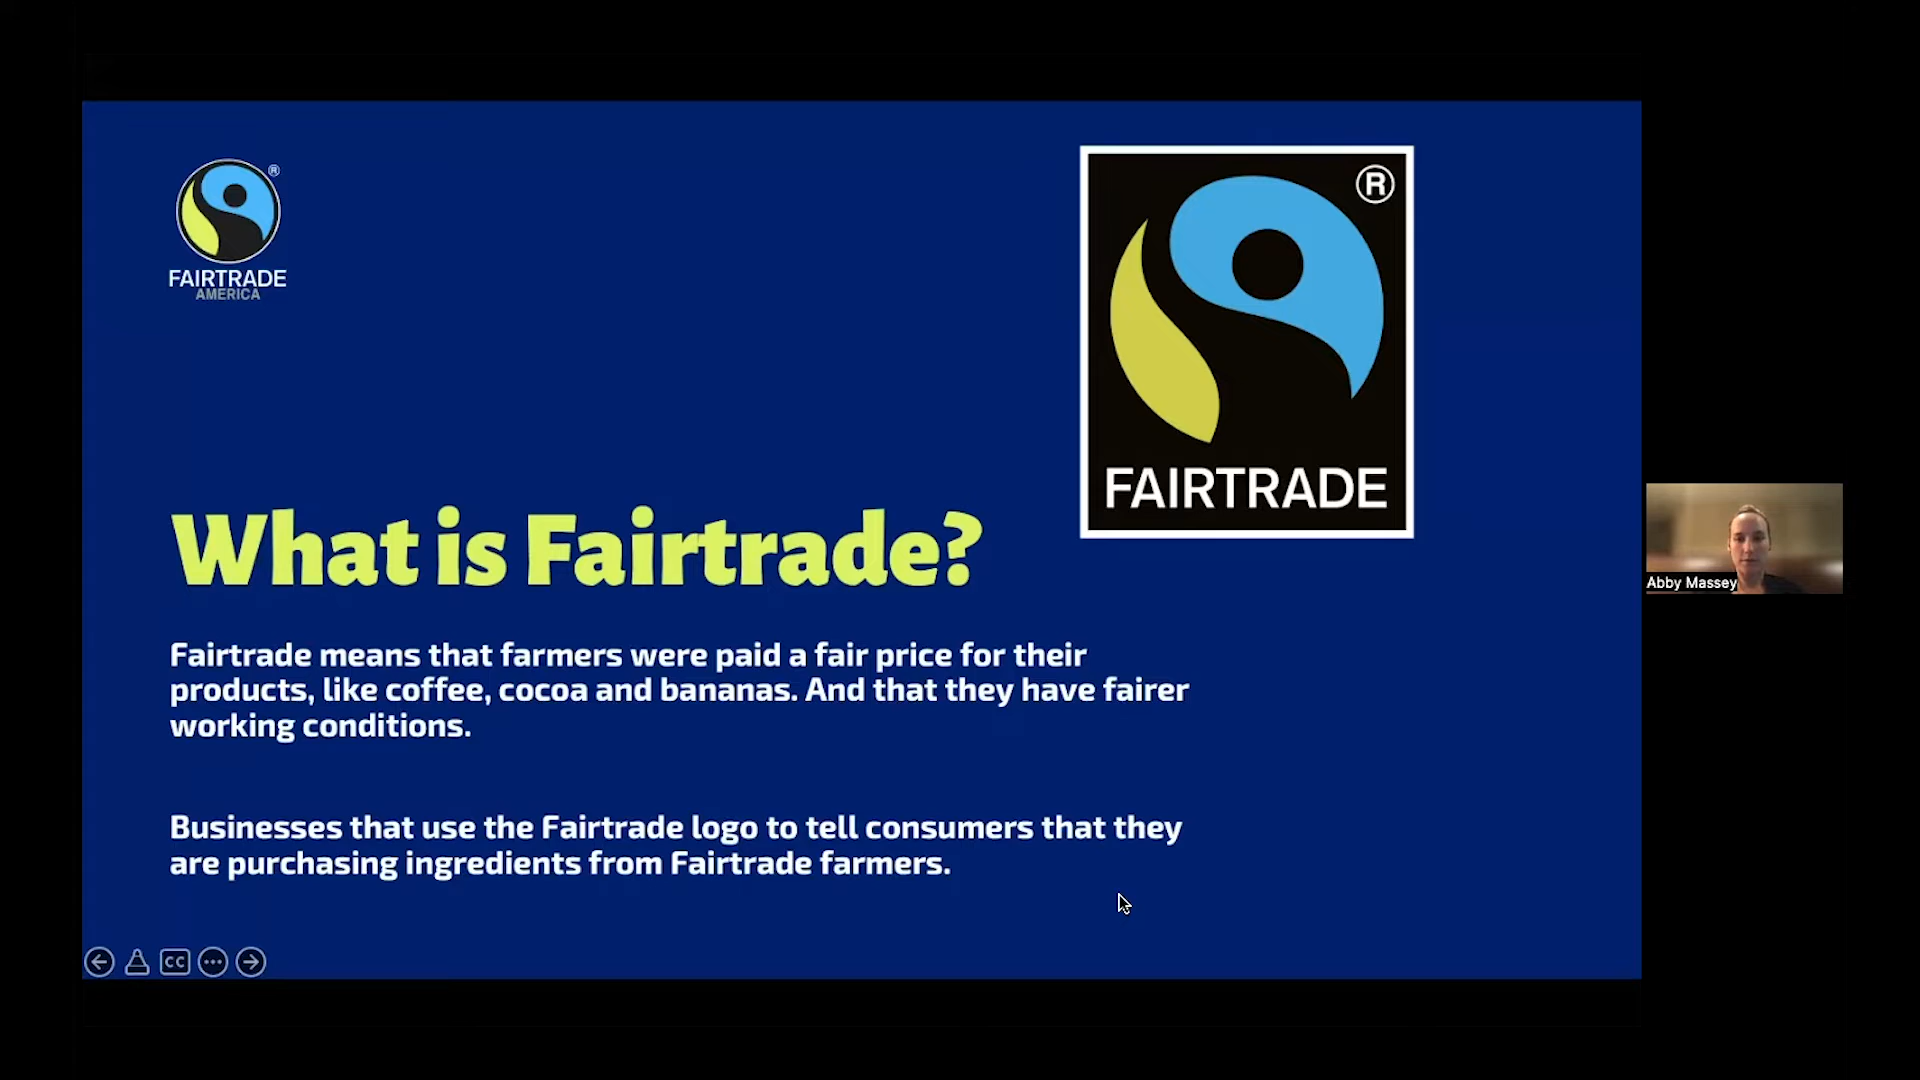 ®
FAIRTRADE
AMERICA
®
FAIRTRADE
What is Fairtrade?
Fairtrade means that farmers were paid a fair price for their
products, like coffee, cocoa and bananas. And that they have fairer
working conditions.
Businesses that use the Fairtrade logo to tell consumers that they
are purchasing ingredients from Fairtrade farmers.
CC
Abby Massey